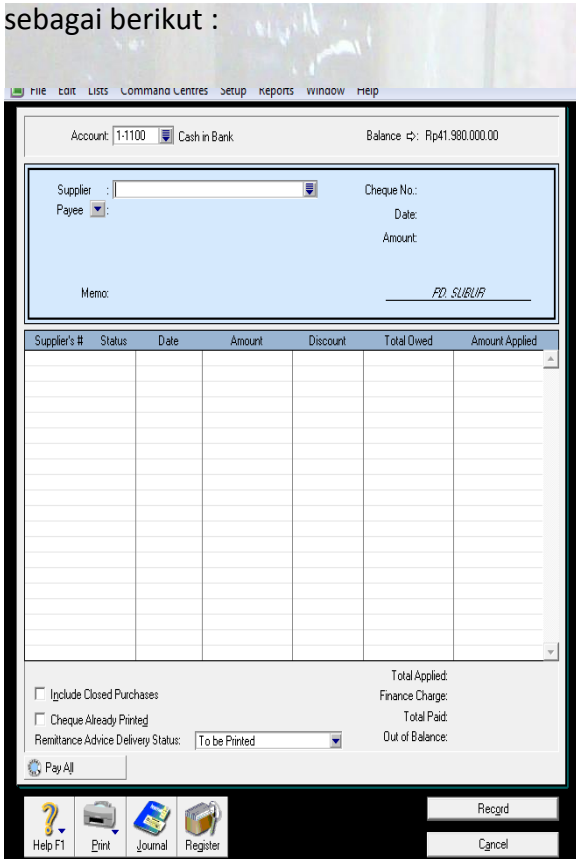 sebagai berikut :
File Edit Lists Command Centres Setup Reports Window Help
Account: 1-1100 Cash in Bank Balance ➪: Rp41.980.000.00
Supplier : Cheque No.:
Payee : Date:
Amount:
Memo: PD. SUBUR
Supplier's # Status Date Amount Discount Total Owed Amount Applied
Total Applied:
Include Closed Purchases Finance Charge:
Cheque Already Printed Total Paid:
Remittance Advice Delivery Status: To be Printed Out of Balance:
Pay All
Record
Help F1 Print Journal Register Cancel